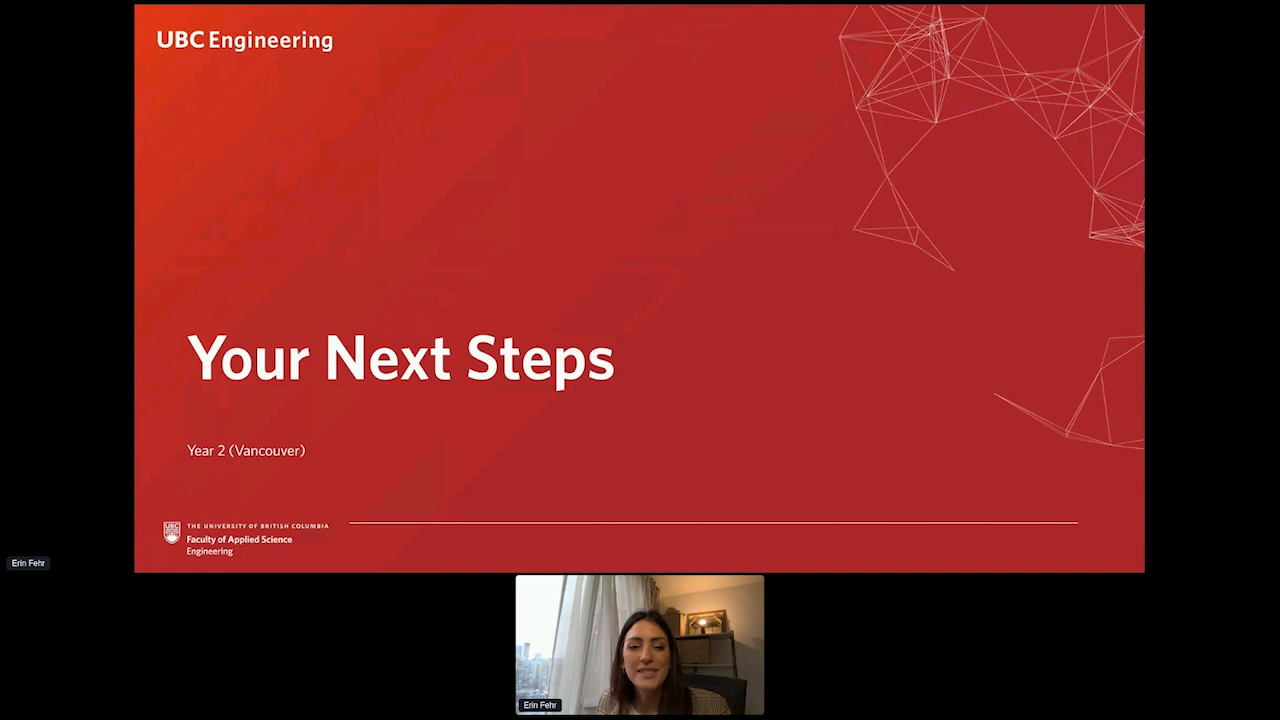 UBC Engineering
Your Next Steps
Year 2 (Vancouver)
UBC
THE UNIVERSITY OF BRITISH COLUMBIA
Faculty of Applied Science
Engineering
Erin Fehr
Erin Fehr